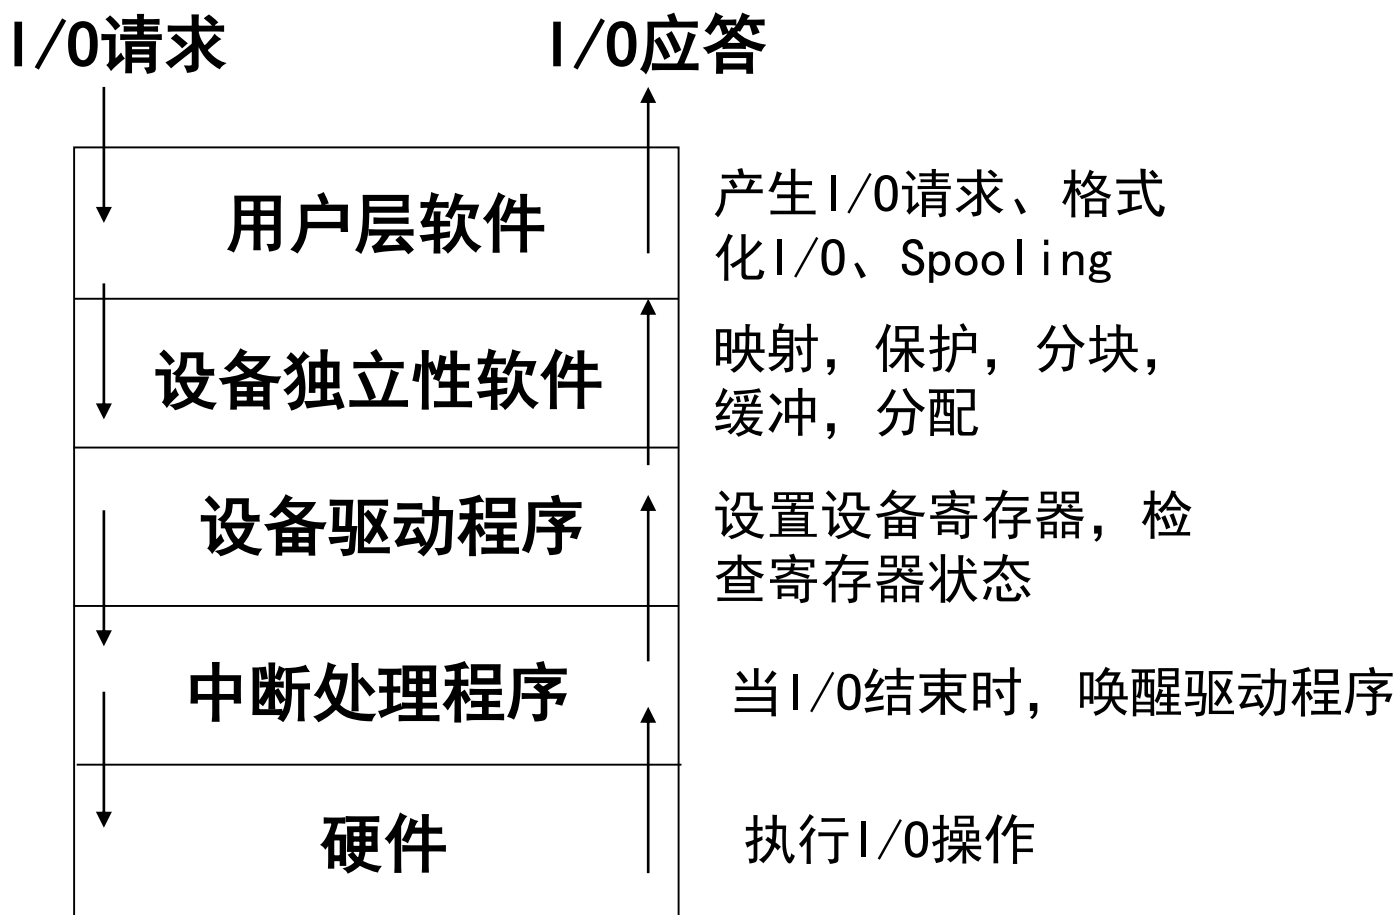 I/O请求
I/O应答
用户层软件
产生I/O请求、格式
化I/O、Spooling
设备独立性软件
映射，保护，分块，
缓冲，分配
设备驱动程序
设置设备寄存器，检
查寄存器状态
中断处理程序
当I/O结束时，唤醒驱动程序
硬件
执行I/O操作